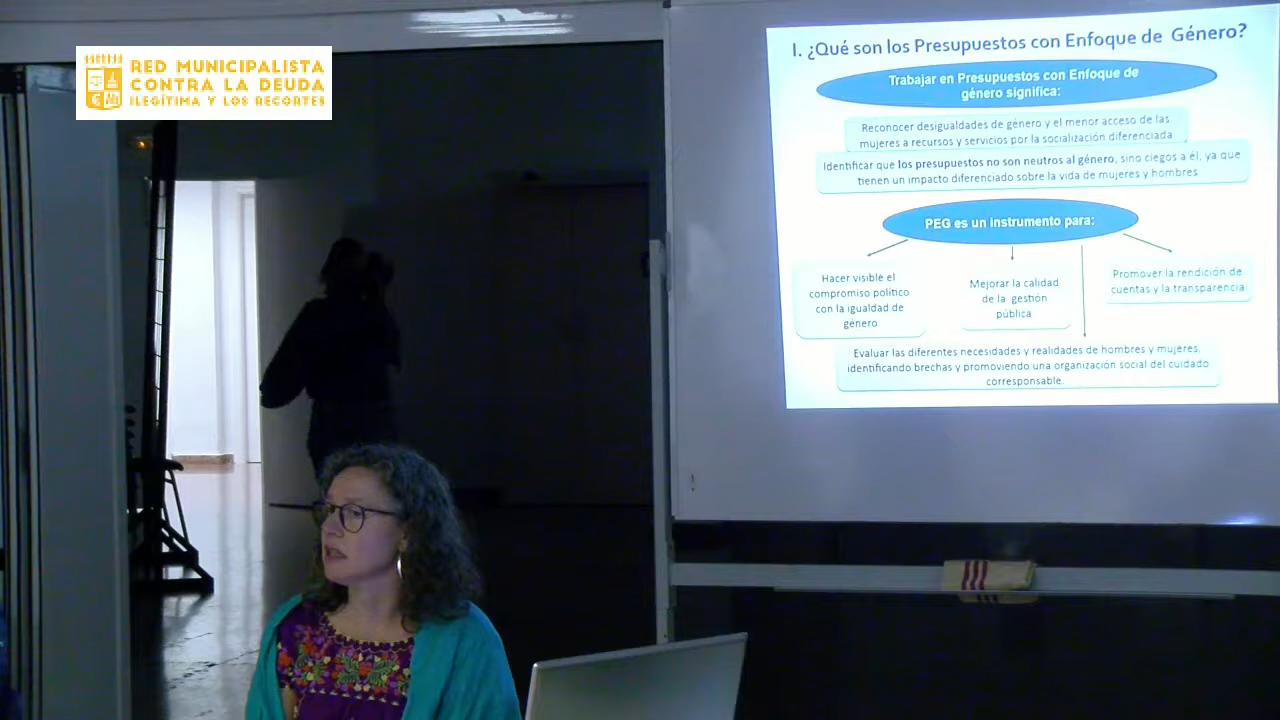 RED MUNICIPALISTA
CONTRA LA DEUDA
ILEGÍTIMA Y LOS RECORTES
I. ¿Qué son los Presupuestos con Enfoque de Género?
Trabajar en Presupuestos con Enfoque de
género significa:
Reconocer desigualdades de género y el menor acceso de las
mujeres a recursos y servicios por la socialización diferenciada
Identificar que los presupuestos no son neutros al género, sino ciegos a él, ya que
tienen un impacto diferenciado sobre la vida de mujeres y hombres
PEG es un instrumento para:
Hacer visible el
compromiso político
con la igualdad de
género
Mejorar la calidad
de la gestión
pública
Promover la rendición de
cuentas y la transparencia
Evaluar las diferentes necesidades y realidades de hombres y mujeres,
identificando brechas y promoviendo una organización social del cuidado
corresponsable.